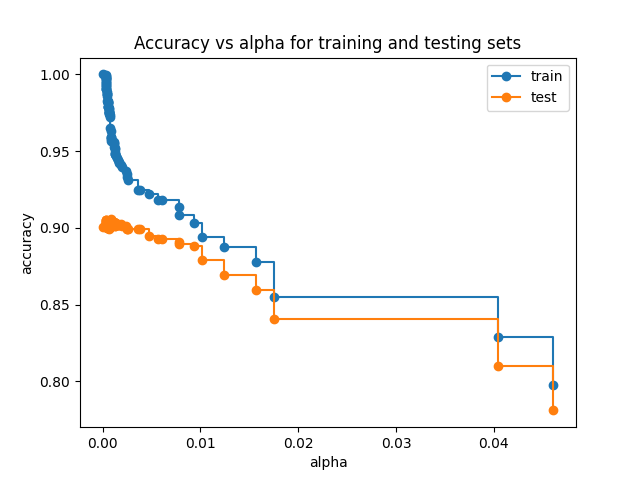 Accuracy vs alpha for training and testing sets
train
test
1.00
0.95
0.90
0.85
0.80
accuracy
0.00
0.01
0.02
0.03
0.04
alpha